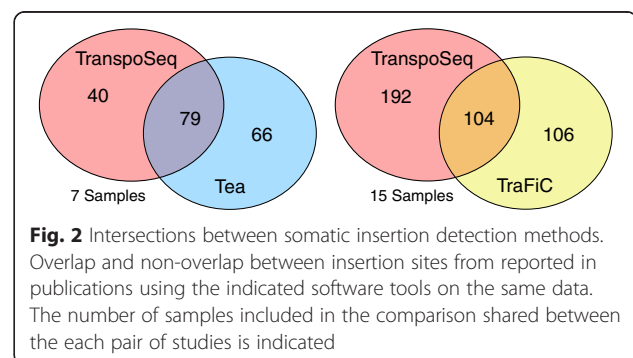 TranspoSeq
40
79
66
Tea
7 Samples
TranspoSeq
192
104
106
TraFiC
15 Samples
Fig. 2 Intersections between somatic insertion detection methods.
Overlap and non-overlap between insertion sites from reported in
publications using the indicated software tools on the same data.
The number of samples included in the comparison shared between
the each pair of studies is indicated